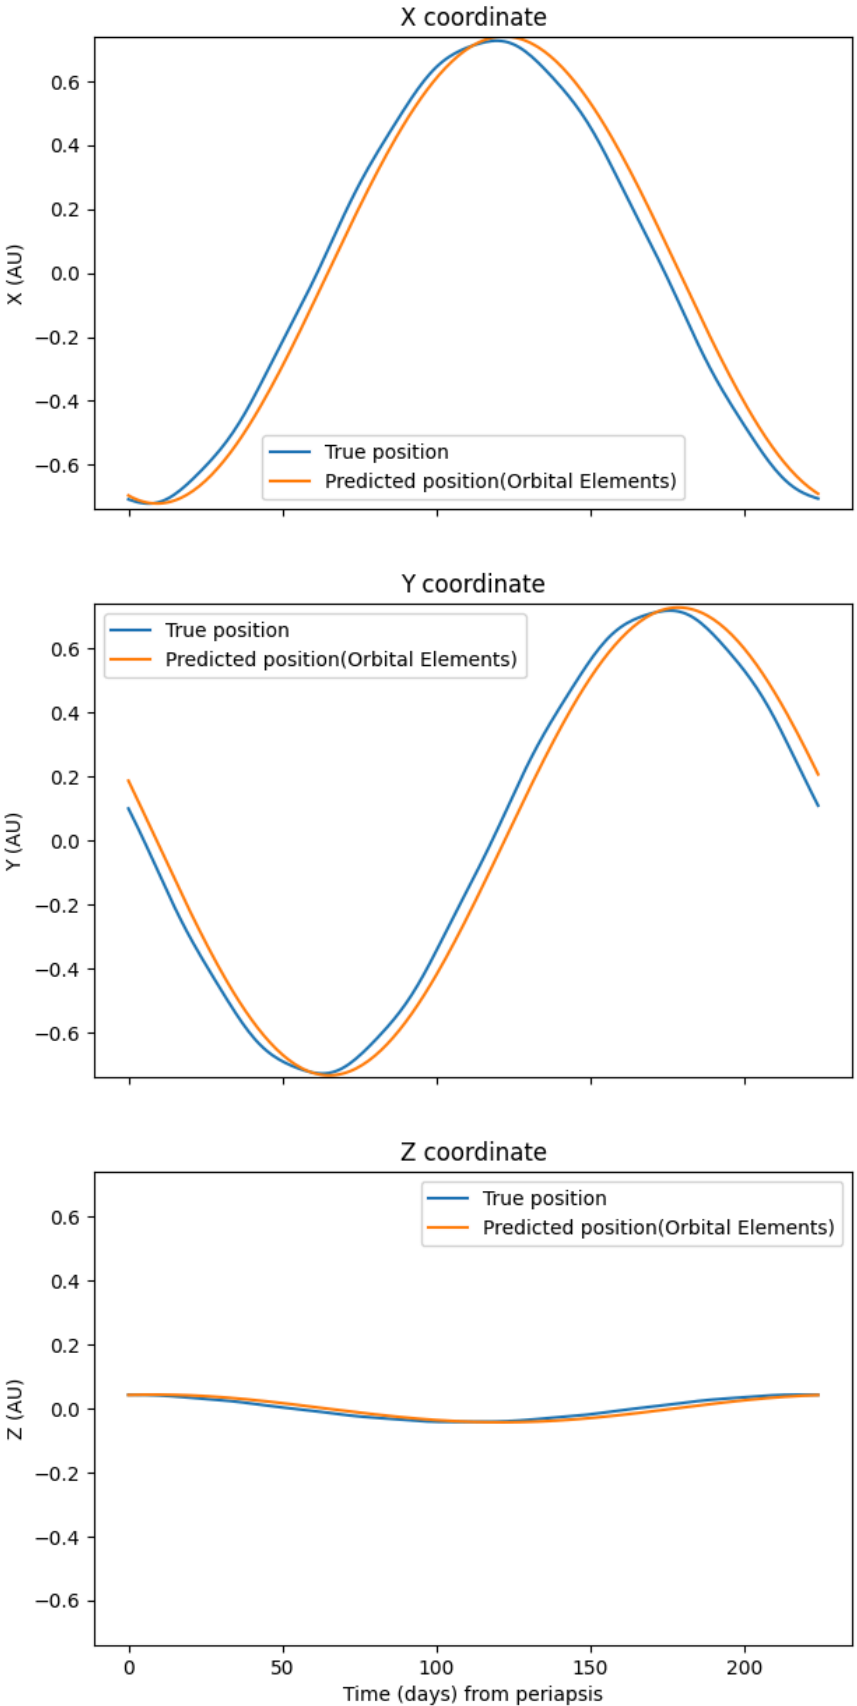 X coordinate
X (AU)
0.6
0.4
0.2
0.0
−0.2
−0.4
−0.6
True position
Predicted position(Orbital Elements)
Y coordinate
Y (AU)
0.6
0.4
0.2
0.0
−0.2
−0.4
−0.6
True position
Predicted position(Orbital Elements)
Z coordinate
Z (AU)
0.6
0.4
0.2
0.0
−0.2
−0.4
−0.6
True position
Predicted position(Orbital Elements)
0 50 100 150 200
Time (days) from periapsis